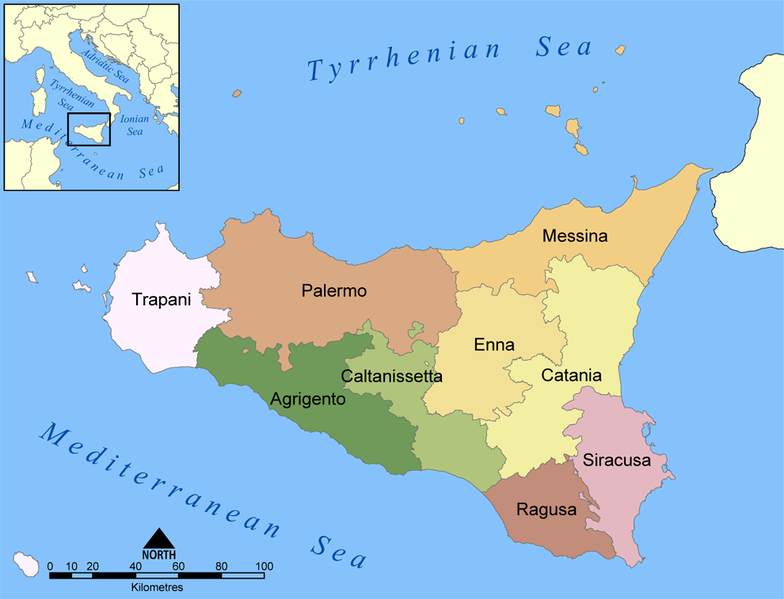 Adriatic Sea
Tyrrhenian
Sea
Ionian
Sea
Mediterranean Sea
Tyrrhenian Sea
Messina
Palermo
Trapani
Enna
Caltanissetta
Catania
Agrigento
Siracusa
Ragusa
Mediterranean Sea
NORTH
0 10 20 40 60 80 100
Kilometres